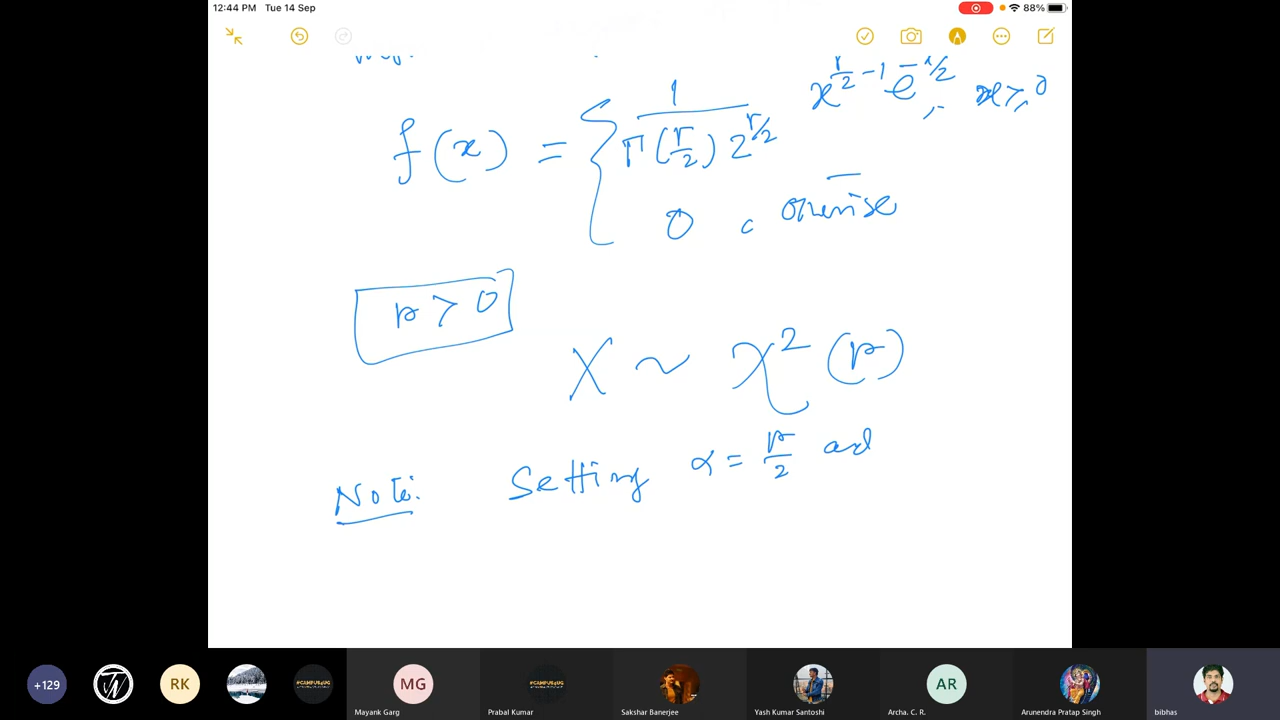 12:44 PM Tue 14 Sep
88%
f(x) = { 1 / Γ(r/2) 2^{r/2} x^{r/2 - 1} e^{-x/2}, x ≥ 0
0, otherwise
r > 0
X ~ χ² (r)
Note: Setting α = r/2 and
+129
RK
#CAMPUS4UG
MG
#CAMPUS4UG
AR
Mayank Garg
Prabal Kumar
Sakshar Banerjee
Yash Kumar Santoshi
Archa. C. R.
Arunendra Pratap Singh
bibhas